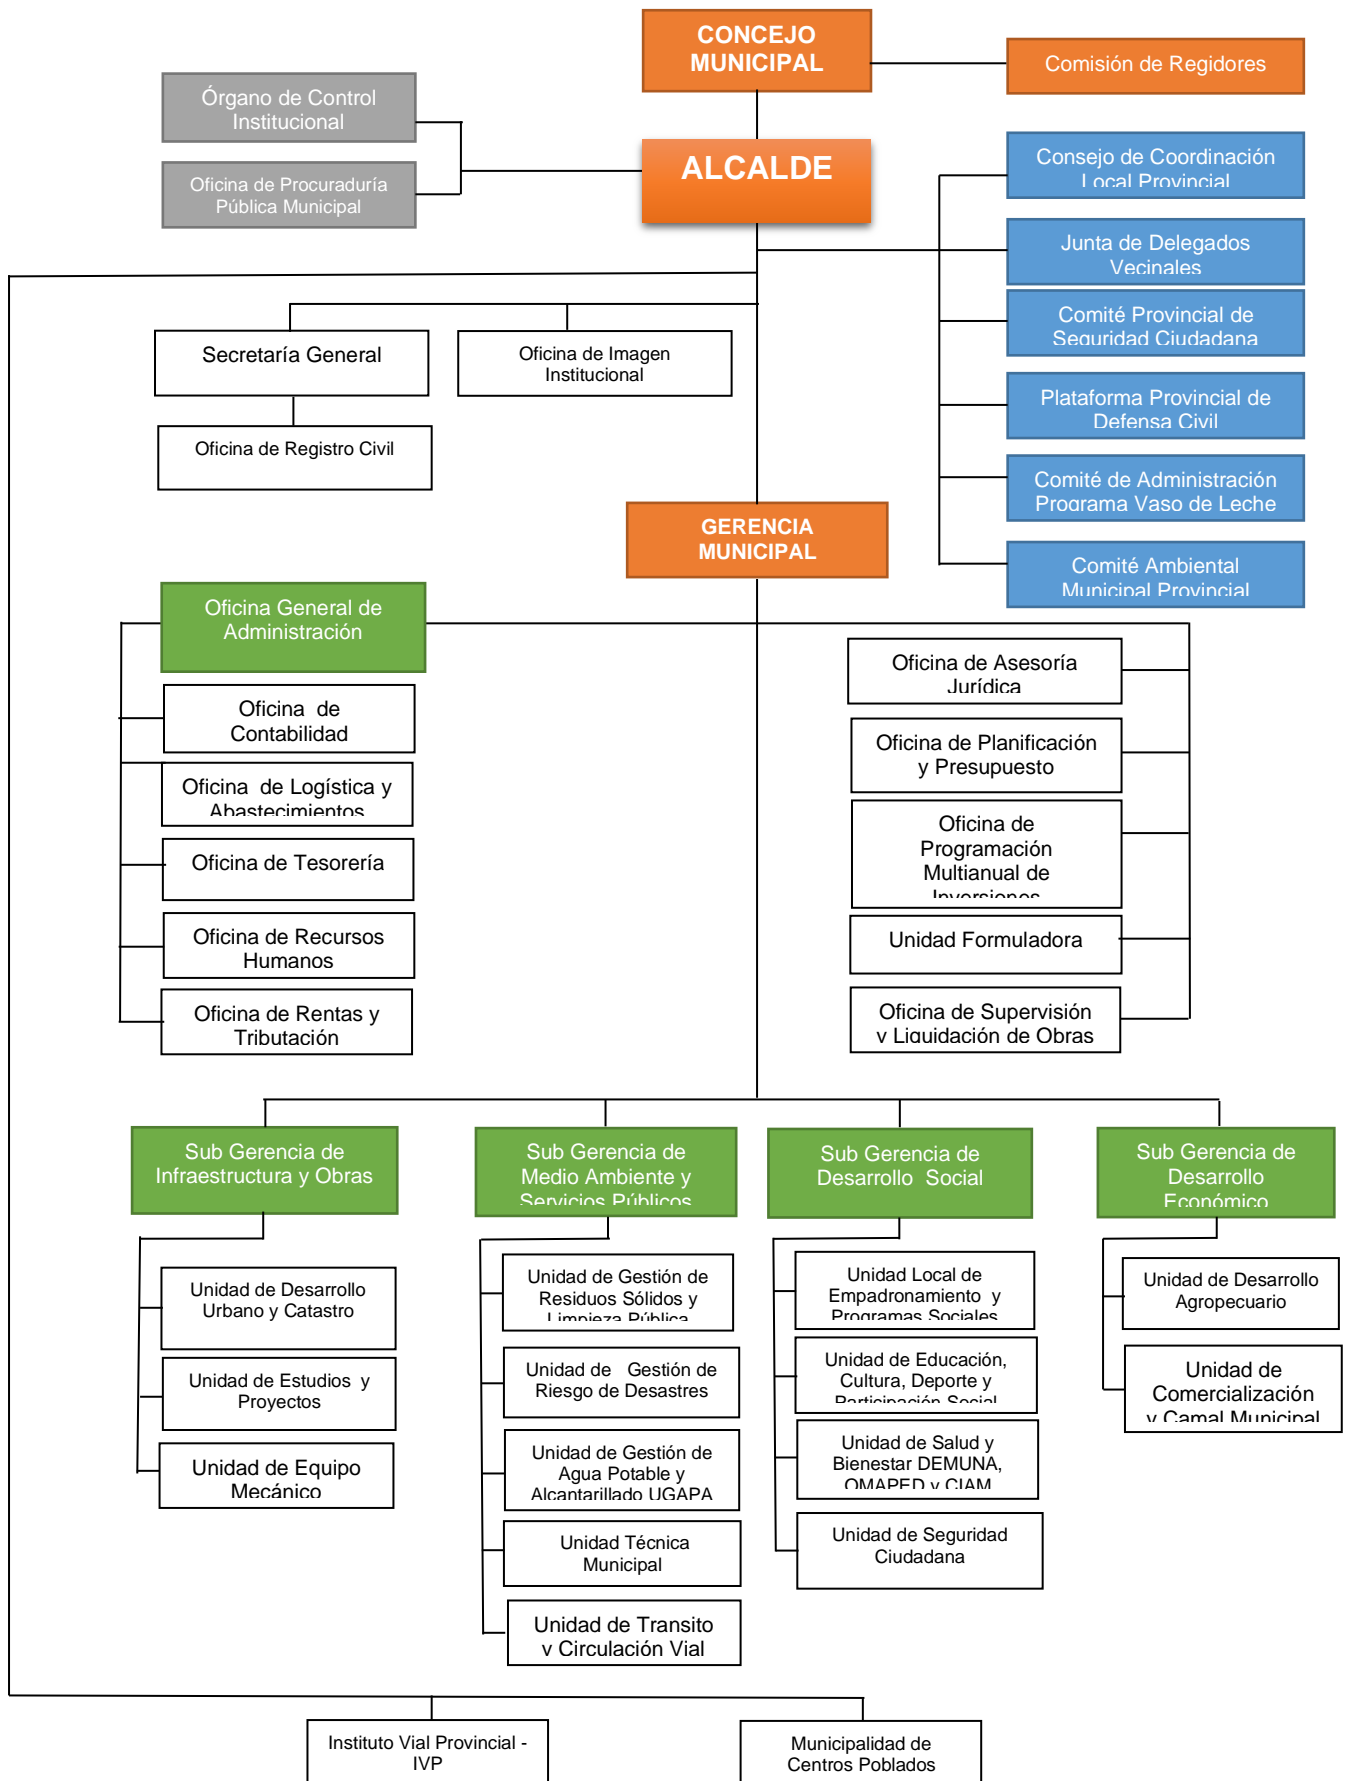 CONCEJO
MUNICIPAL
Comisión de Regidores
Órgano de Control
Institucional
ALCALDE
Oficina de Procuraduría
Pública Municipal
Consejo de Coordinación
Local Provincial
Junta de Delegados
Vecinales
Comité Provincial de
Seguridad Ciudadana
Plataforma Provincial de
Defensa Civil
Comité de Administración
Programa Vaso de Leche
Comité Ambiental
Municipal Provincial
Secretaría General
Oficina de Imagen
Institucional
Oficina de Registro Civil
GERENCIA
MUNICIPAL
Oficina General de
Administración
Oficina de
Contabilidad
Oficina de Logística y
Abastecimientos
Oficina de Tesorería
Oficina de Recursos
Humanos
Oficina de Rentas y
Tributación
Oficina de Asesoría
Jurídica
Oficina de Planificación
y Presupuesto
Oficina de
Programación
Multianual de
Inversiones
Unidad Formuladora
Oficina de Supervisión
y Liquidación de Obras
Sub Gerencia de
Infraestructura y Obras
Unidad de Desarrollo
Urbano y Catastro
Unidad de Estudios y
Proyectos
Unidad de Equipo
Mecánico
Sub Gerencia de
Medio Ambiente y
Servicios Públicos
Unidad de Gestión de
Residuos Sólidos y
Limpieza Pública
Unidad de Gestión de
Riesgo de Desastres
Unidad de Gestión de
Agua Potable y
Alcantarillado UGAPA
Unidad Técnica
Municipal
Unidad de Transito
y Circulación Vial
Sub Gerencia de
Desarrollo Social
Unidad Local de
Empadronamiento y
Programas Sociales
Unidad de Educación,
Cultura, Deporte y
Participación Social
Unidad de Salud y
Bienestar DEMUNA,
OMAPED y CIAM
Unidad de Seguridad
Ciudadana
Sub Gerencia de
Desarrollo
Económico
Unidad de Desarrollo
Agropecuario
Unidad de
Comercialización
y Camal Municipal
Instituto Vial Provincial -
IVP
Municipalidad de
Centros Poblados